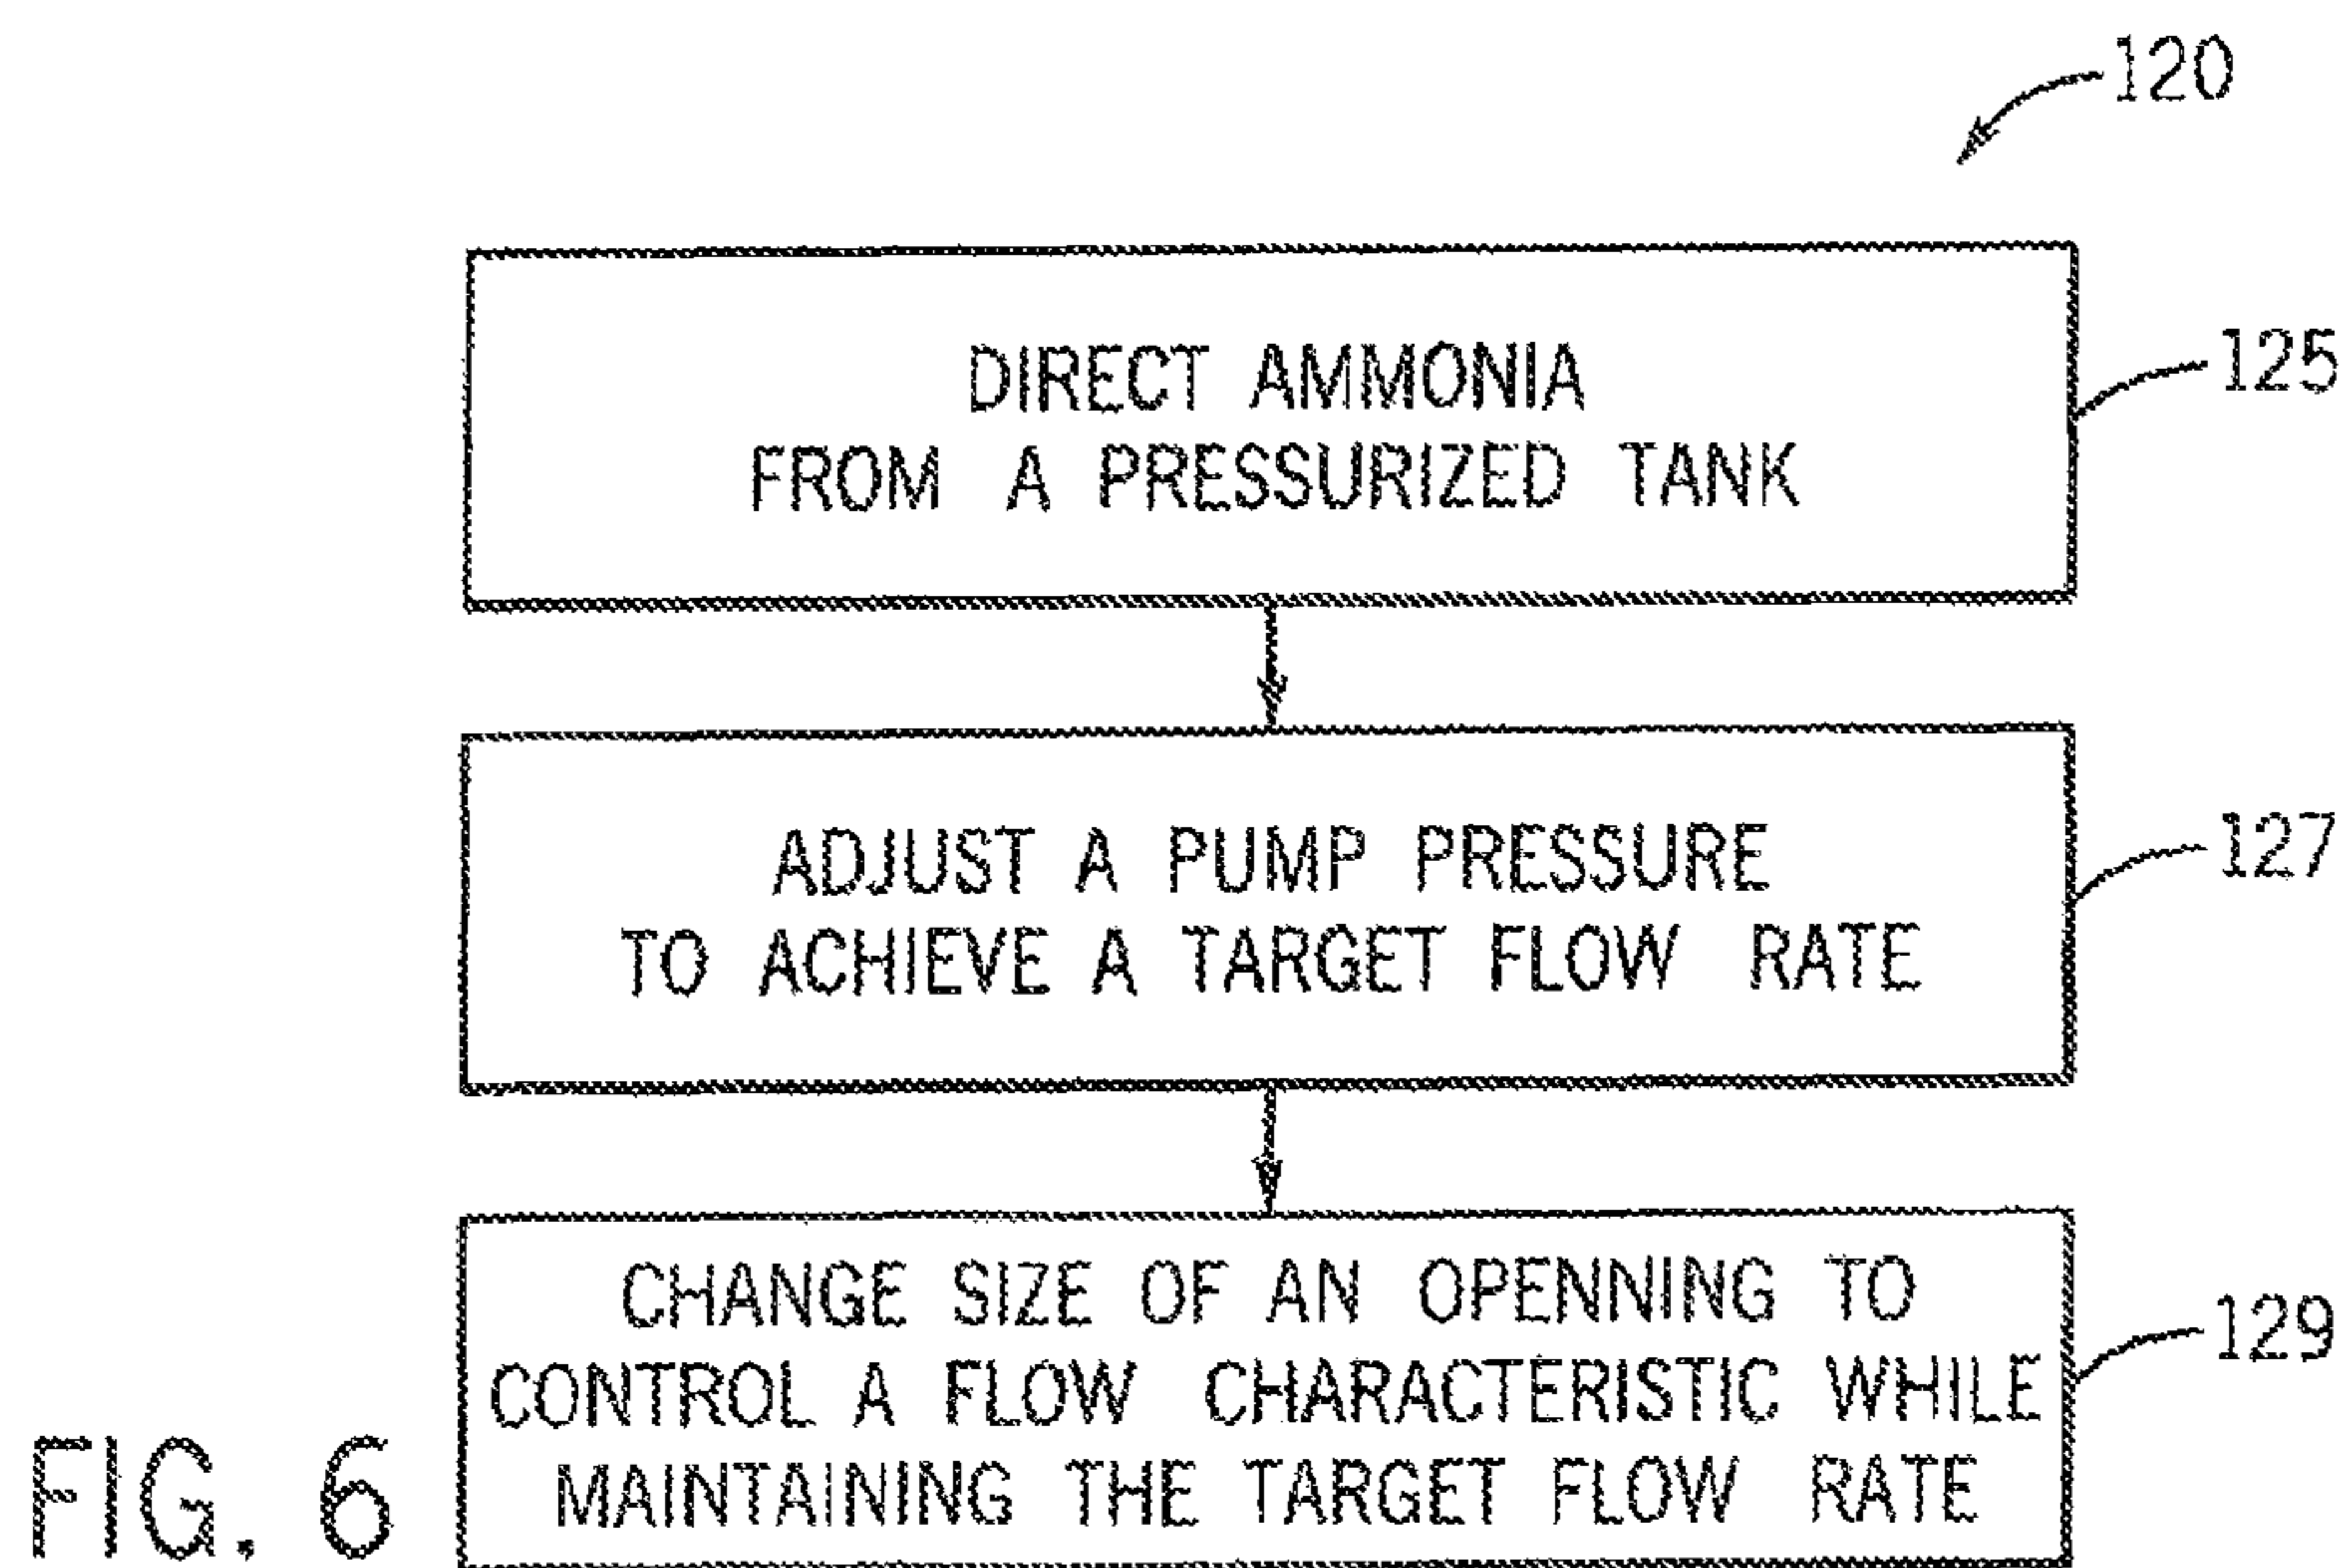 120
DIRECT AMMONIA
FROM A PRESSURIZED TANK
125
ADJUST A PUMP PRESSURE
TO ACHIEVE A TARGET FLOW RATE
127
CHANGE SIZE OF AN OPENNING TO
CONTROL A FLOW CHARACTERISTIC WHILE
MAINTAINING THE TARGET FLOW RATE
129
FIG. 6